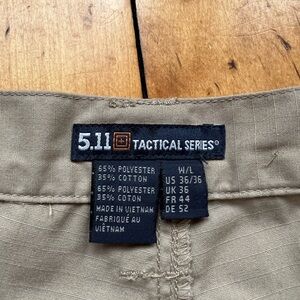 5.11 TACTICAL SERIES®
65% POLYESTER
35% COTTON
65% POLYESTER
35% COTON
MADE IN VIETNAM
FABRIQUÉ AU
VIÊTNAM
W/L
US 36/36
UK 36
FR 44
DE 52